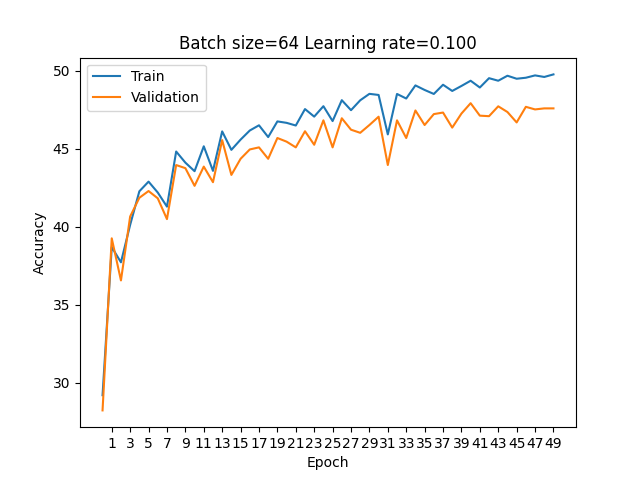 Batch size=64 Learning rate=0.100
Train
Validation
50
45
40
35
30
Accuracy
1 3 5 7 9 11 13 15 17 19 21 23 25 27 29 31 33 35 37 39 41 43 45 47 49
Epoch